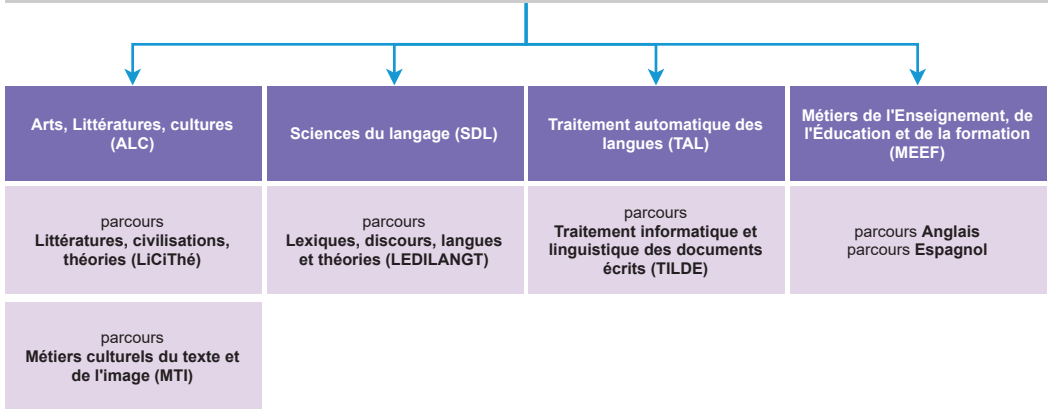 Arts, Littératures, cultures
(ALC)
Sciences du langage (SDL)
Traitement automatique des
langues (TAL)
Métiers de l'Enseignement, de
l'Éducation et de la formation
(MEEF)
parcours
Littératures, civilisations,
théories (LiCiThé)
parcours
Lexiques, discours, langues
et théories (LEDILANGT)
parcours
Traitement informatique et
linguistique des documents
écrits (TILDE)
parcours Anglais
parcours Espagnol
parcours
Métiers culturels du texte et
de l'image (MTI)